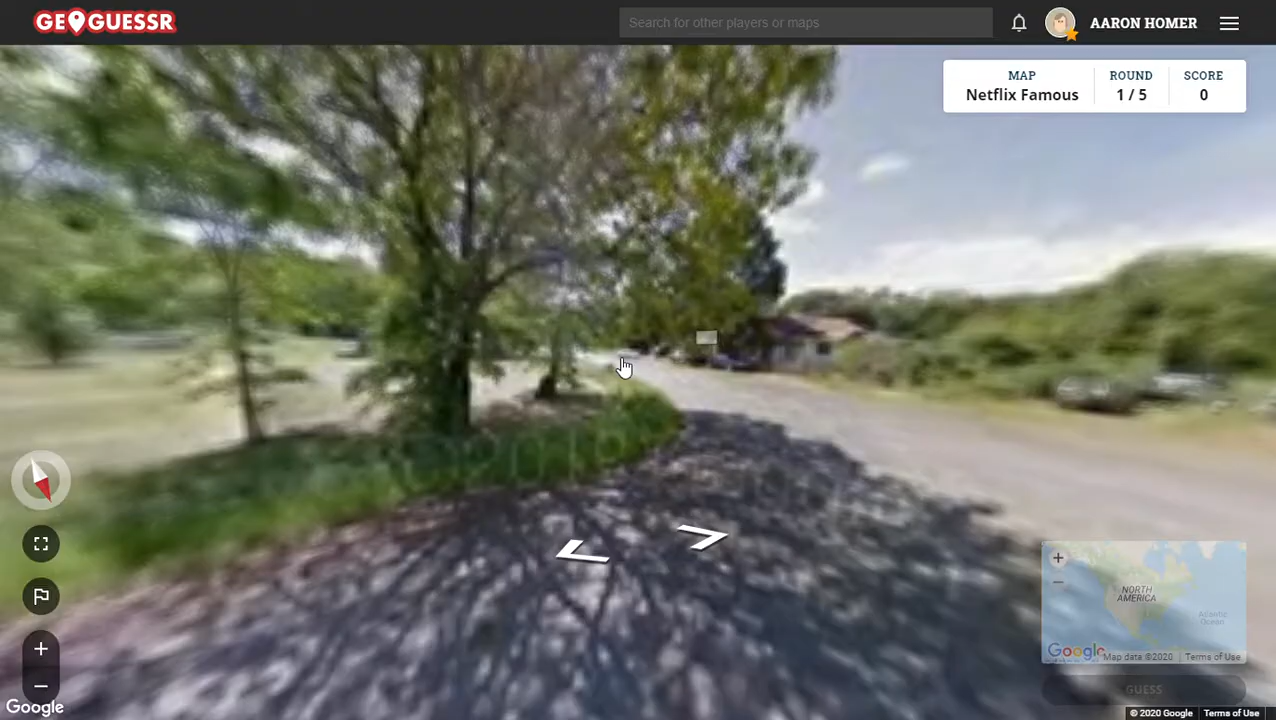 GEOGUESSR
Search for other players or maps
AARON HOMER
MAP
Netflix Famous
ROUND
1 / 5
SCORE
0
NORTH
AMERICA
Atlantic
Ocean
Google
Map data ©2020
Terms of Use
GUESS
Google
© 2020 Google
Terms of Use